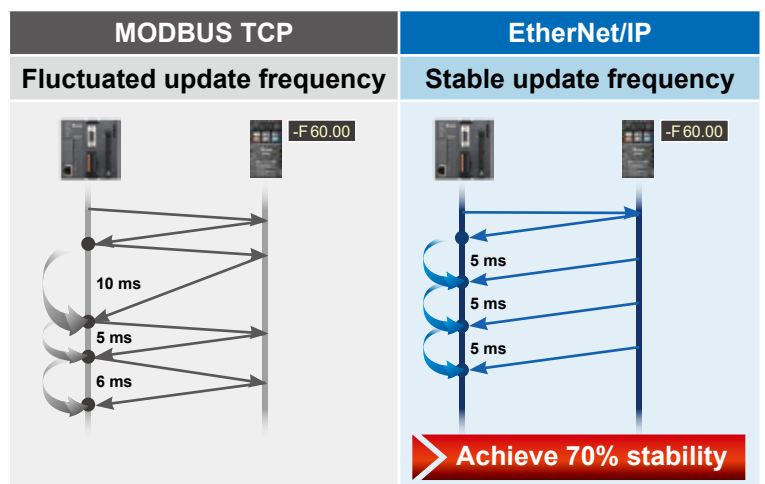 MODBUS TCP
Fluctuated update frequency
-F 60.00
10 ms
5 ms
6 ms
EtherNet/IP
Stable update frequency
-F 60.00
5 ms
5 ms
5 ms
Achieve 70% stability